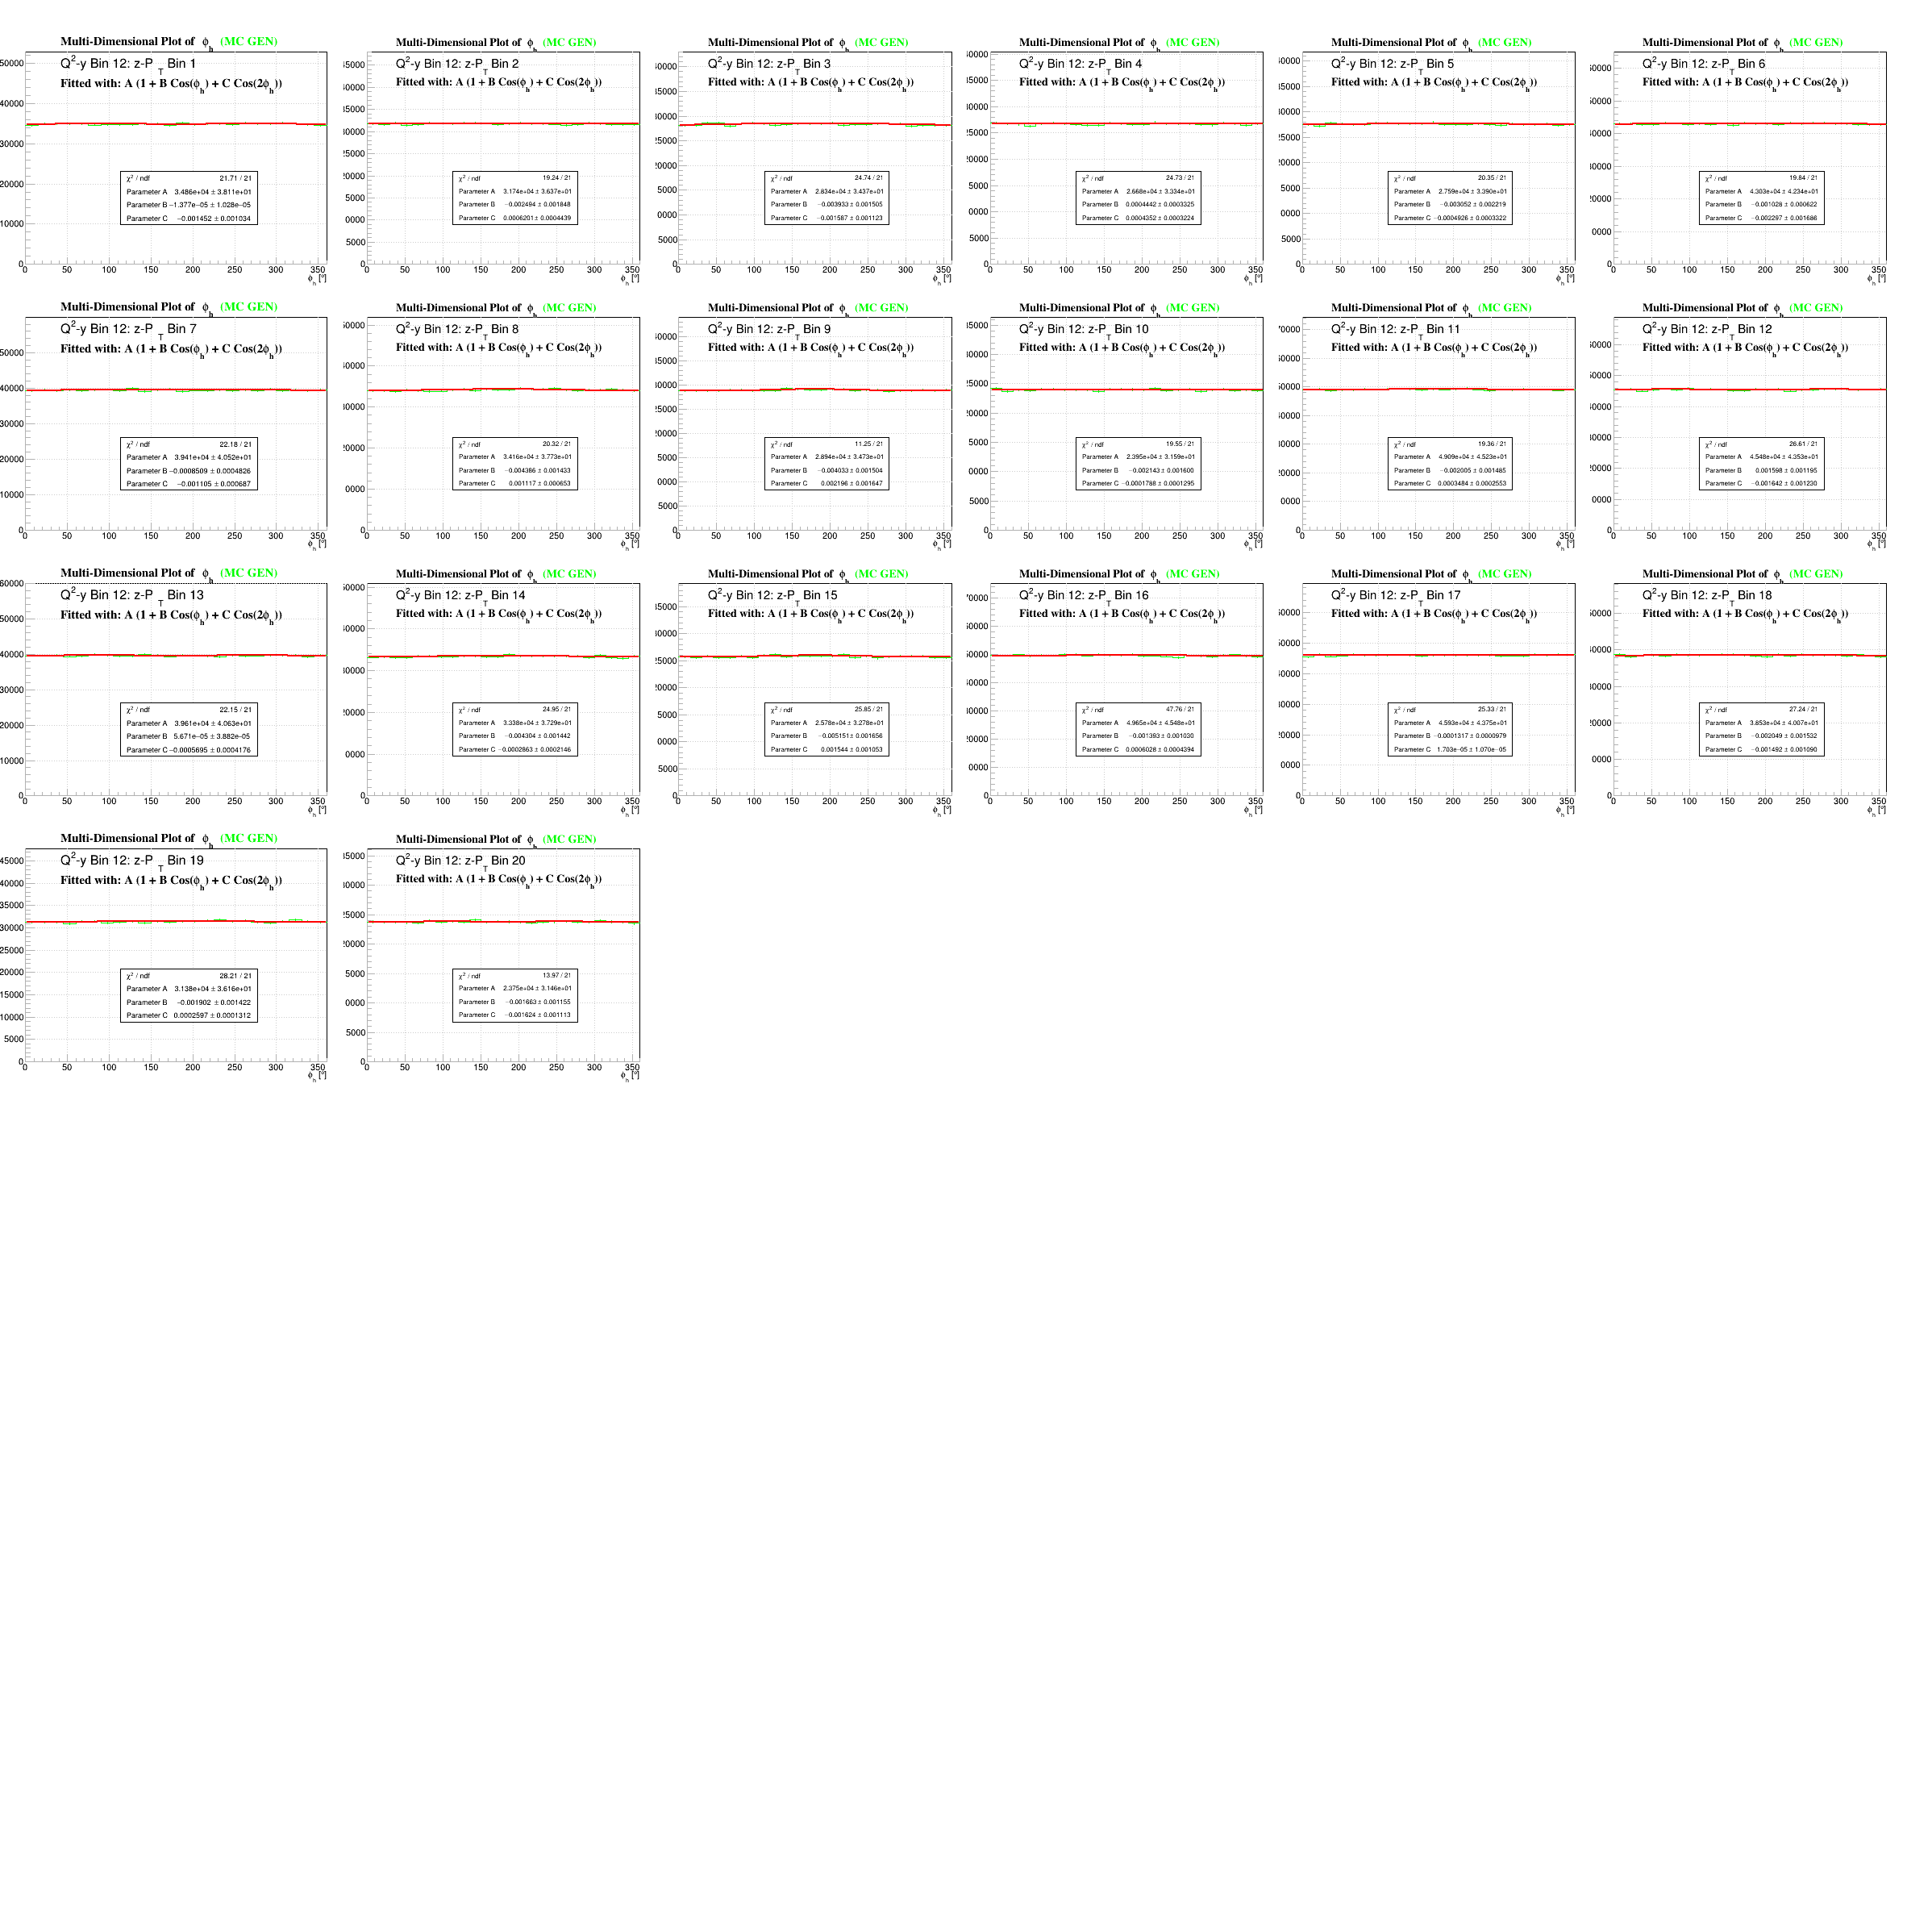 Multi-Dimensional Plot of ϕh (MC GEN)
Q2-y Bin 12: z-PT Bin 1
Fitted with: A (1 + B Cos(ϕh) + C Cos(2ϕh))
χ2 / ndf 21.71 / 21
Parameter A 3.486e+04 ± 3.811e+01
Parameter B −1.377e−05 ± 1.028e−05
Parameter C −0.001452 ± 0.001034
ϕh [°]
Multi-Dimensional Plot of ϕh (MC GEN)
Q2-y Bin 12: z-PT Bin 2
Fitted with: A (1 + B Cos(ϕh) + C Cos(2ϕh))
χ2 / ndf 19.24 / 21
Parameter A 3.174e+04 ± 3.637e+01
Parameter B −0.002494 ± 0.001848
Parameter C 0.0006201 ± 0.0004439
ϕh [°]
Multi-Dimensional Plot of ϕh (MC GEN)
Q2-y Bin 12: z-PT Bin 3
Fitted with: A (1 + B Cos(ϕh) + C Cos(2ϕh))
χ2 / ndf 24.74 / 21
Parameter A 2.834e+04 ± 3.437e+01
Parameter B −0.003933 ± 0.001505
Parameter C −0.001587 ± 0.001123
ϕh [°]
Multi-Dimensional Plot of ϕh (MC GEN)
Q2-y Bin 12: z-PT Bin 4
Fitted with: A (1 + B Cos(ϕh) + C Cos(2ϕh))
χ2 / ndf 24.73 / 21
Parameter A 2.668e+04 ± 3.334e+01
Parameter B 0.0004442 ± 0.0003325
Parameter C 0.0004352 ± 0.0003224
ϕh [°]
Multi-Dimensional Plot of ϕh (MC GEN)
Q2-y Bin 12: z-PT Bin 5
Fitted with: A (1 + B Cos(ϕh) + C Cos(2ϕh))
χ2 / ndf 20.35 / 21
Parameter A 2.759e+04 ± 3.390e+01
Parameter B −0.003052 ± 0.002219
Parameter C −0.0004926 ± 0.0003322
ϕh [°]
Multi-Dimensional Plot of ϕh (MC GEN)
Q2-y Bin 12: z-PT Bin 6
Fitted with: A (1 + B Cos(ϕh) + C Cos(2ϕh))
χ2 / ndf 19.84 / 21
Parameter A 4.303e+04 ± 4.234e+01
Parameter B −0.001028 ± 0.000622
Parameter C −0.002297 ± 0.001686
ϕh [°]
Multi-Dimensional Plot of ϕh (MC GEN)
Q2-y Bin 12: z-PT Bin 7
Fitted with: A (1 + B Cos(ϕh) + C Cos(2ϕh))
χ2 / ndf 22.18 / 21
Parameter A 3.941e+04 ± 4.052e+01
Parameter B −0.0008509 ± 0.0004826
Parameter C −0.001105 ± 0.000687
ϕh [°]
Multi-Dimensional Plot of ϕh (MC GEN)
Q2-y Bin 12: z-PT Bin 8
Fitted with: A (1 + B Cos(ϕh) + C Cos(2ϕh))
χ2 / ndf 20.32 / 21
Parameter A 3.416e+04 ± 3.773e+01
Parameter B −0.004386 ± 0.001433
Parameter C 0.001117 ± 0.000653
ϕh [°]
Multi-Dimensional Plot of ϕh (MC GEN)
Q2-y Bin 12: z-PT Bin 9
Fitted with: A (1 + B Cos(ϕh) + C Cos(2ϕh))
χ2 / ndf 11.25 / 21
Parameter A 2.894e+04 ± 3.473e+01
Parameter B −0.004033 ± 0.001504
Parameter C 0.002196 ± 0.001647
ϕh [°]
Multi-Dimensional Plot of ϕh (MC GEN)
Q2-y Bin 12: z-PT Bin 10
Fitted with: A (1 + B Cos(ϕh) + C Cos(2ϕh))
χ2 / ndf 19.55 / 21
Parameter A 2.395e+04 ± 3.159e+01
Parameter B −0.002143 ± 0.001600
Parameter C −0.0001788 ± 0.0001295
ϕh [°]
Multi-Dimensional Plot of ϕh (MC GEN)
Q2-y Bin 12: z-PT Bin 11
Fitted with: A (1 + B Cos(ϕh) + C Cos(2ϕh))
χ2 / ndf 19.36 / 21
Parameter A 4.909e+04 ± 4.523e+01
Parameter B −0.002005 ± 0.001485
Parameter C 0.0003484 ± 0.0002553
ϕh [°]
Multi-Dimensional Plot of ϕh (MC GEN)
Q2-y Bin 12: z-PT Bin 12
Fitted with: A (1 + B Cos(ϕh) + C Cos(2ϕh))
χ2 / ndf 26.61 / 21
Parameter A 4.548e+04 ± 4.353e+01
Parameter B 0.001598 ± 0.001195
Parameter C −0.001642 ± 0.001230
ϕh [°]
Multi-Dimensional Plot of ϕh (MC GEN)
Q2-y Bin 12: z-PT Bin 13
Fitted with: A (1 + B Cos(ϕh) + C Cos(2ϕh))
χ2 / ndf 22.15 / 21
Parameter A 3.961e+04 ± 4.063e+01
Parameter B 5.671e−05 ± 3.882e−05
Parameter C −0.0005695 ± 0.0004176
ϕh [°]
Multi-Dimensional Plot of ϕh (MC GEN)
Q2-y Bin 12: z-PT Bin 14
Fitted with: A (1 + B Cos(ϕh) + C Cos(2ϕh))
χ2 / ndf 24.95 / 21
Parameter A 3.338e+04 ± 3.729e+01
Parameter B −0.004304 ± 0.001442
Parameter C −0.0002863 ± 0.0002146
ϕh [°]
Multi-Dimensional Plot of ϕh (MC GEN)
Q2-y Bin 12: z-PT Bin 15
Fitted with: A (1 + B Cos(ϕh) + C Cos(2ϕh))
χ2 / ndf 25.85 / 21
Parameter A 2.578e+04 ± 3.278e+01
Parameter B −0.005151 ± 0.001656
Parameter C 0.001544 ± 0.001053
ϕh [°]
Multi-Dimensional Plot of ϕh (MC GEN)
Q2-y Bin 12: z-PT Bin 16
Fitted with: A (1 + B Cos(ϕh) + C Cos(2ϕh))
χ2 / ndf 47.76 / 21
Parameter A 4.965e+04 ± 4.548e+01
Parameter B −0.001393 ± 0.001030
Parameter C 0.0006028 ± 0.0004394
ϕh [°]
Multi-Dimensional Plot of ϕh (MC GEN)
Q2-y Bin 12: z-PT Bin 17
Fitted with: A (1 + B Cos(ϕh) + C Cos(2ϕh))
χ2 / ndf 25.33 / 21
Parameter A 4.593e+04 ± 4.375e+01
Parameter B −0.0001317 ± 0.0000979
Parameter C 1.703e−05 ± 1.070e−05
ϕh [°]
Multi-Dimensional Plot of ϕh (MC GEN)
Q2-y Bin 12: z-PT Bin 18
Fitted with: A (1 + B Cos(ϕh) + C Cos(2ϕh))
χ2 / ndf 27.24 / 21
Parameter A 3.853e+04 ± 4.007e+01
Parameter B −0.002049 ± 0.001532
Parameter C −0.001492 ± 0.001090
ϕh [°]
Multi-Dimensional Plot of ϕh (MC GEN)
Q2-y Bin 12: z-PT Bin 19
Fitted with: A (1 + B Cos(ϕh) + C Cos(2ϕh))
χ2 / ndf 28.21 / 21
Parameter A 3.138e+04 ± 3.616e+01
Parameter B −0.001902 ± 0.001422
Parameter C 0.0002597 ± 0.0001312
ϕh [°]
Multi-Dimensional Plot of ϕh (MC GEN)
Q2-y Bin 12: z-PT Bin 20
Fitted with: A (1 + B Cos(ϕh) + C Cos(2ϕh))
χ2 / ndf 13.97 / 21
Parameter A 2.375e+04 ± 3.146e+01
Parameter B −0.001663 ± 0.001155
Parameter C −0.001624 ± 0.001113
ϕh [°]